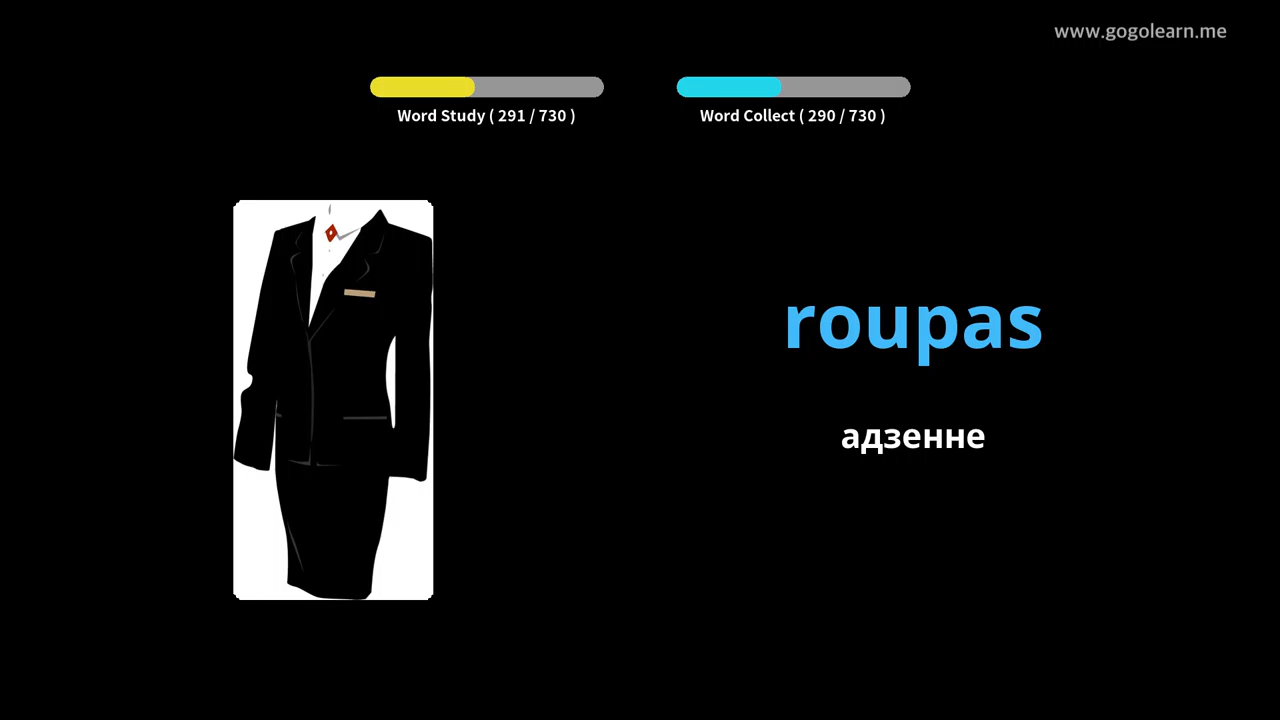 www.gogolearn.me
Word Study ( 291 / 730 )
Word Collect ( 290 / 730 )
roupas
адзенне